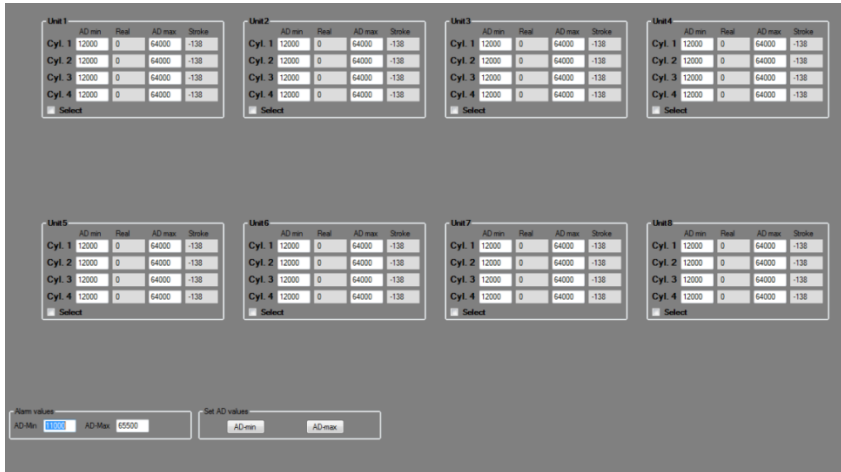 Unit1 Unit2 Unit3 Unit4
AD min Real AD max Stroke AD min Real AD max Stroke AD min Real AD max Stroke AD min Real AD max Stroke
Cyl. 1 12000 0 64000 -138 Cyl. 1 12000 0 64000 -138 Cyl. 1 12000 0 64000 -138 Cyl. 1 12000 0 64000 -138
Cyl. 2 12000 0 64000 -138 Cyl. 2 12000 0 64000 -138 Cyl. 2 12000 0 64000 -138 Cyl. 2 12000 0 64000 -138
Cyl. 3 12000 0 64000 -138 Cyl. 3 12000 0 64000 -138 Cyl. 3 12000 0 64000 -138 Cyl. 3 12000 0 64000 -138
Cyl. 4 12000 0 64000 -138 Cyl. 4 12000 0 64000 -138 Cyl. 4 12000 0 64000 -138 Cyl. 4 12000 0 64000 -138
Select Select Select Select
Unit5 Unit6 Unit7 Unit8
AD min Real AD max Stroke AD min Real AD max Stroke AD min Real AD max Stroke AD min Real AD max Stroke
Cyl. 1 12000 0 64000 -138 Cyl. 1 12000 0 64000 -138 Cyl. 1 12000 0 64000 -138 Cyl. 1 12000 0 64000 -138
Cyl. 2 12000 0 64000 -138 Cyl. 2 12000 0 64000 -138 Cyl. 2 12000 0 64000 -138 Cyl. 2 12000 0 64000 -138
Cyl. 3 12000 0 64000 -138 Cyl. 3 12000 0 64000 -138 Cyl. 3 12000 0 64000 -138 Cyl. 3 12000 0 64000 -138
Cyl. 4 12000 0 64000 -138 Cyl. 4 12000 0 64000 -138 Cyl. 4 12000 0 64000 -138 Cyl. 4 12000 0 64000 -138
Select Select Select Select
Alarm values Set AD values
AD-Min 11000 AD-Max 65500 AD-min AD-max